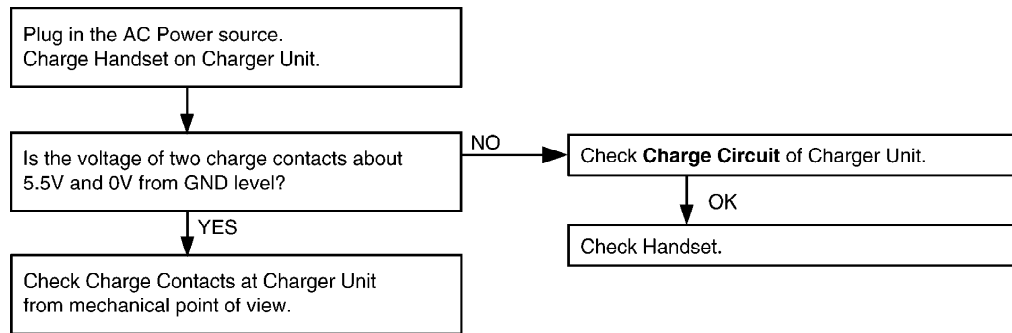 Plug in the AC Power source.
Charge Handset on Charger Unit.
Is the voltage of two charge contacts about
5.5V and 0V from GND level?
NO
Check Charge Circuit of Charger Unit.
OK
Check Handset.
YES
Check Charge Contacts at Charger Unit
from mechanical point of view.